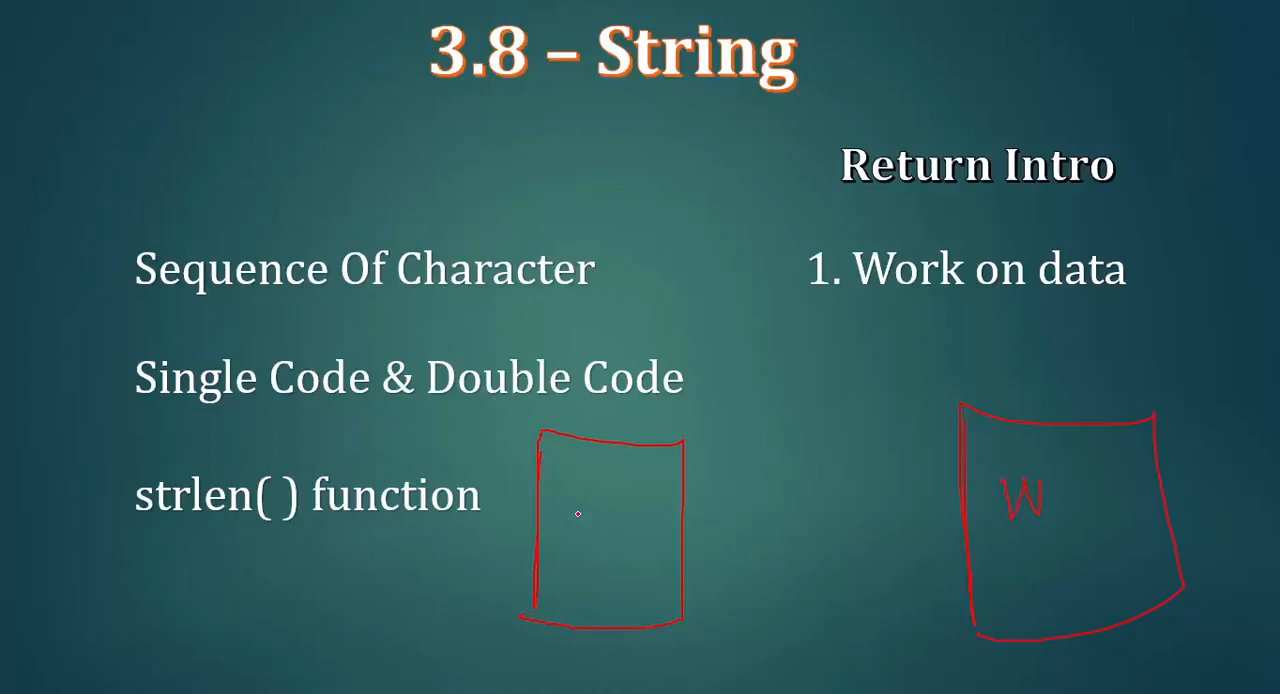 3.8 – String
Return Intro
Sequence Of Character
1. Work on data
Single Code & Double Code
strlen( ) function
W